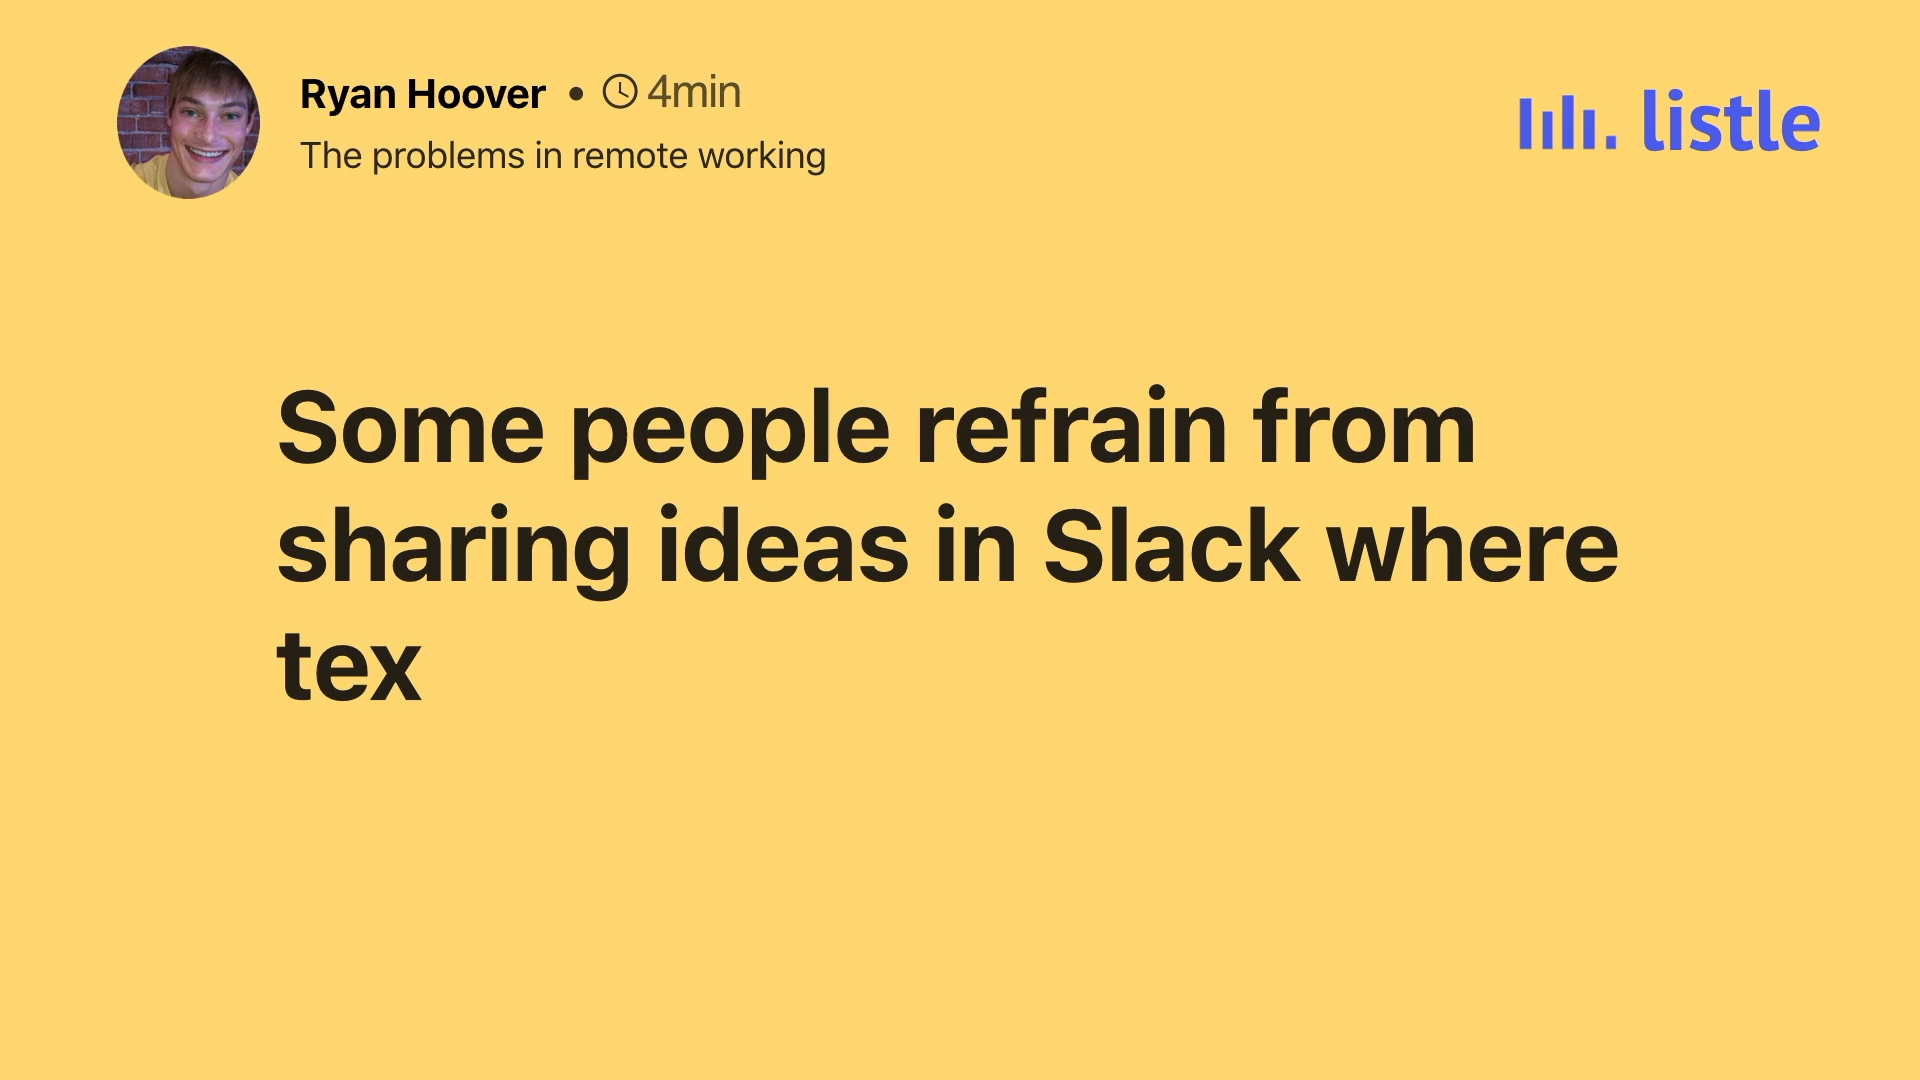 Ryan Hoover • 4min
The problems in remote working
listle
Some people refrain from
sharing ideas in Slack where
tex